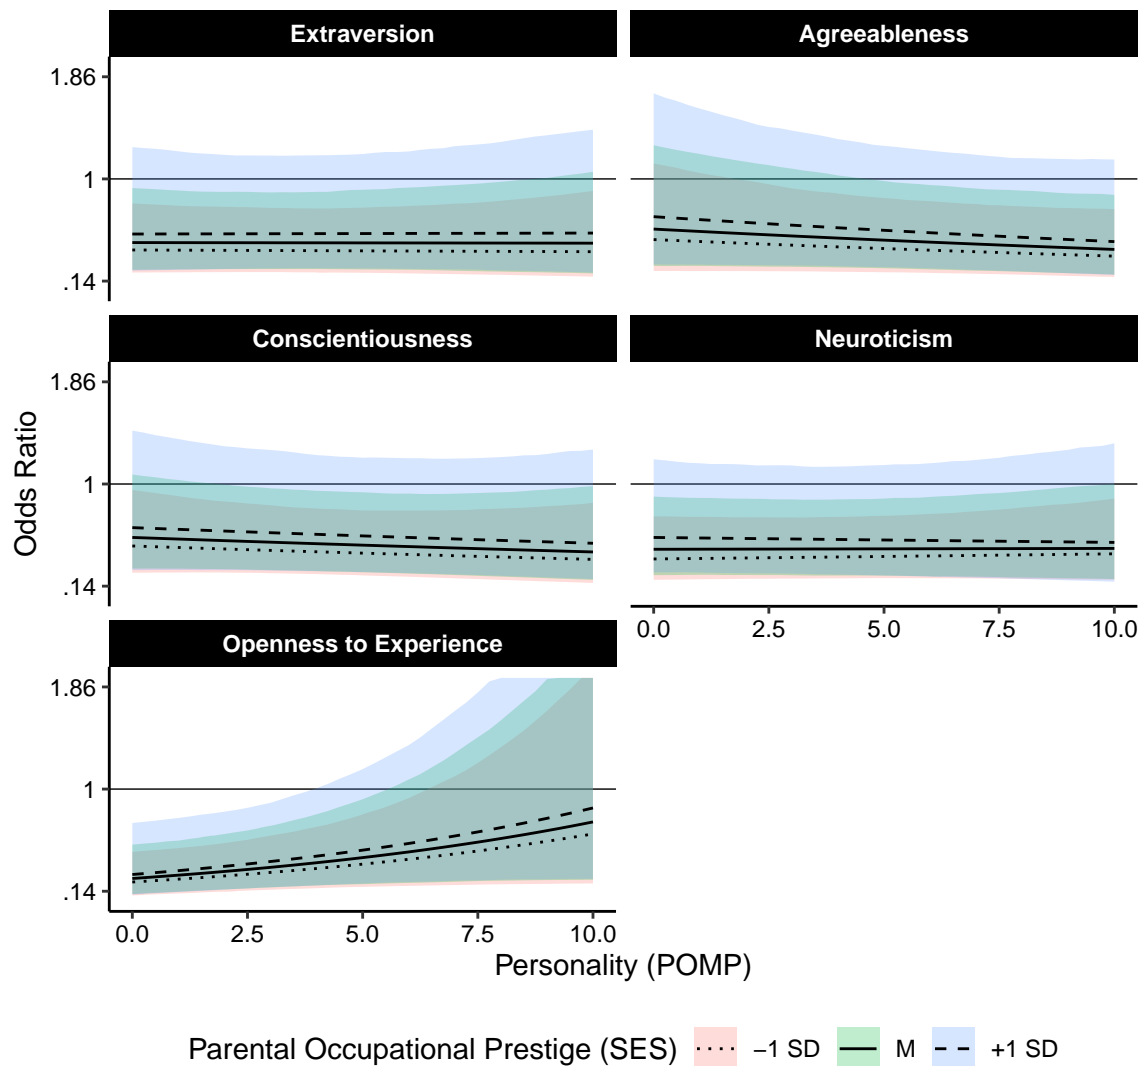 Extraversion
Agreeableness
1.86
1
.14
Conscientiousness
Neuroticism
1.86
1
.14
0.0 2.5 5.0 7.5 10.0
Openness to Experience
1.86
1
.14
0.0 2.5 5.0 7.5 10.0
Odds Ratio
Personality (POMP)
Parental Occupational Prestige (SES) −1 SD M +1 SD